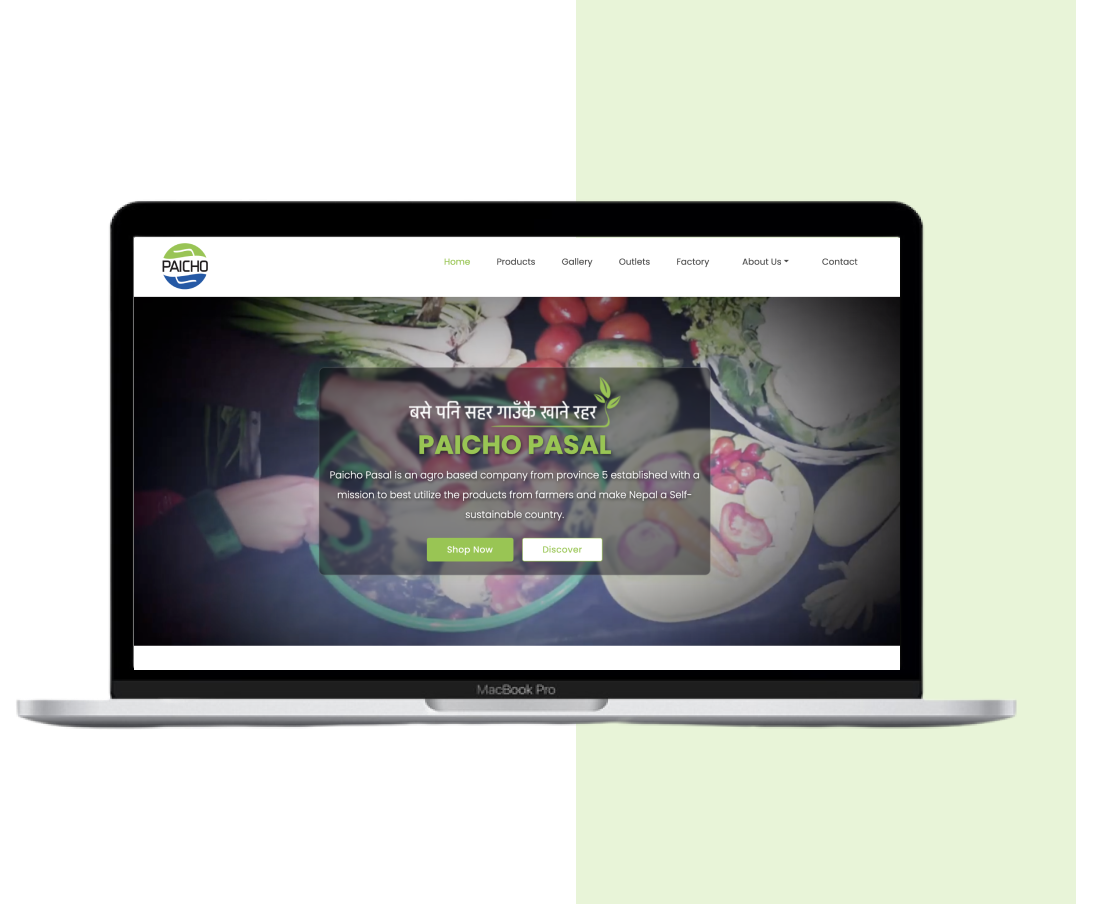 PAICHO
Home Products Gallery Outlets Factory About Us Contact
बसे पनि सहर गाउँकै खाने रहर
PAICHO PASAL
Paicho Pasal is an agro based company from province 5 established with a
mission to best utilize the products from farmers and make Nepal a Self-
sustainable country.
Shop Now Discover
MacBook Pro